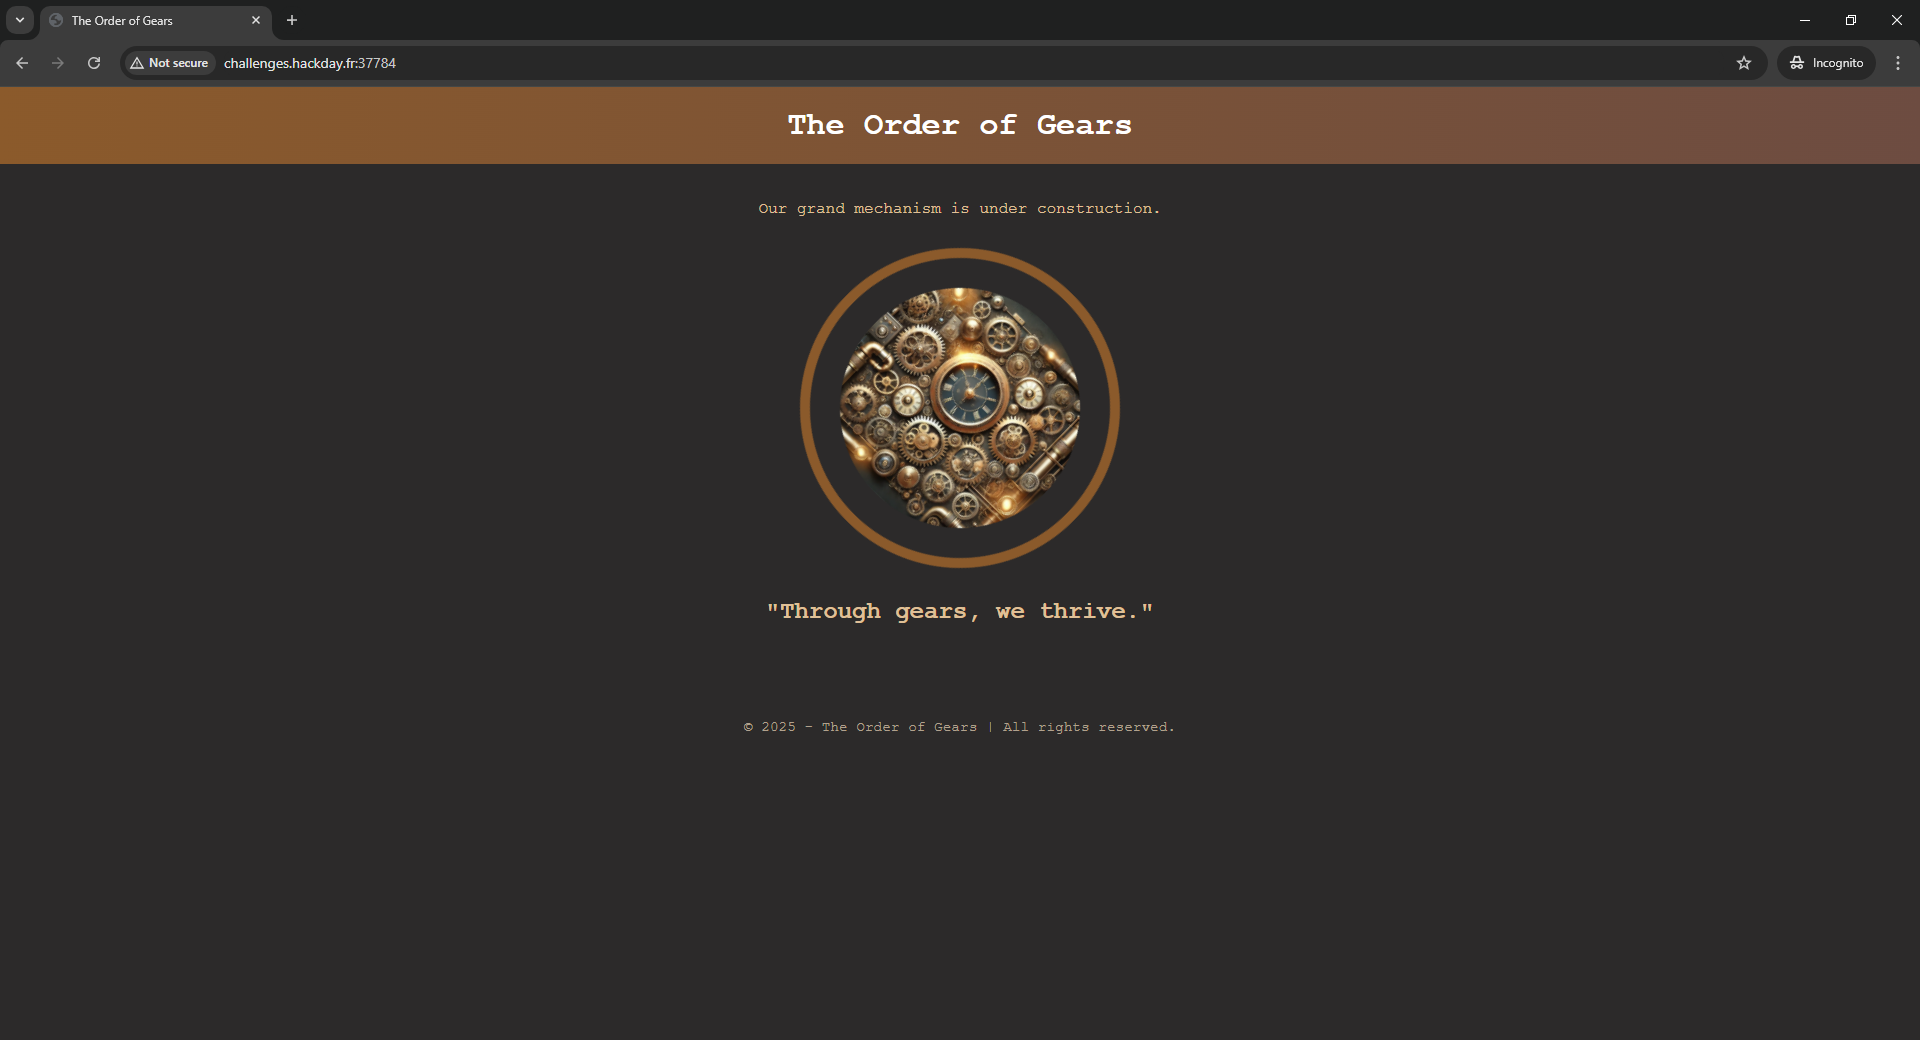 The Order of Gears
Not secure
challenges.hackday.fr:37784
Incognito
The Order of Gears
Our grand mechanism is under construction.
"Through gears, we thrive."
© 2025 - The Order of Gears | All rights reserved.